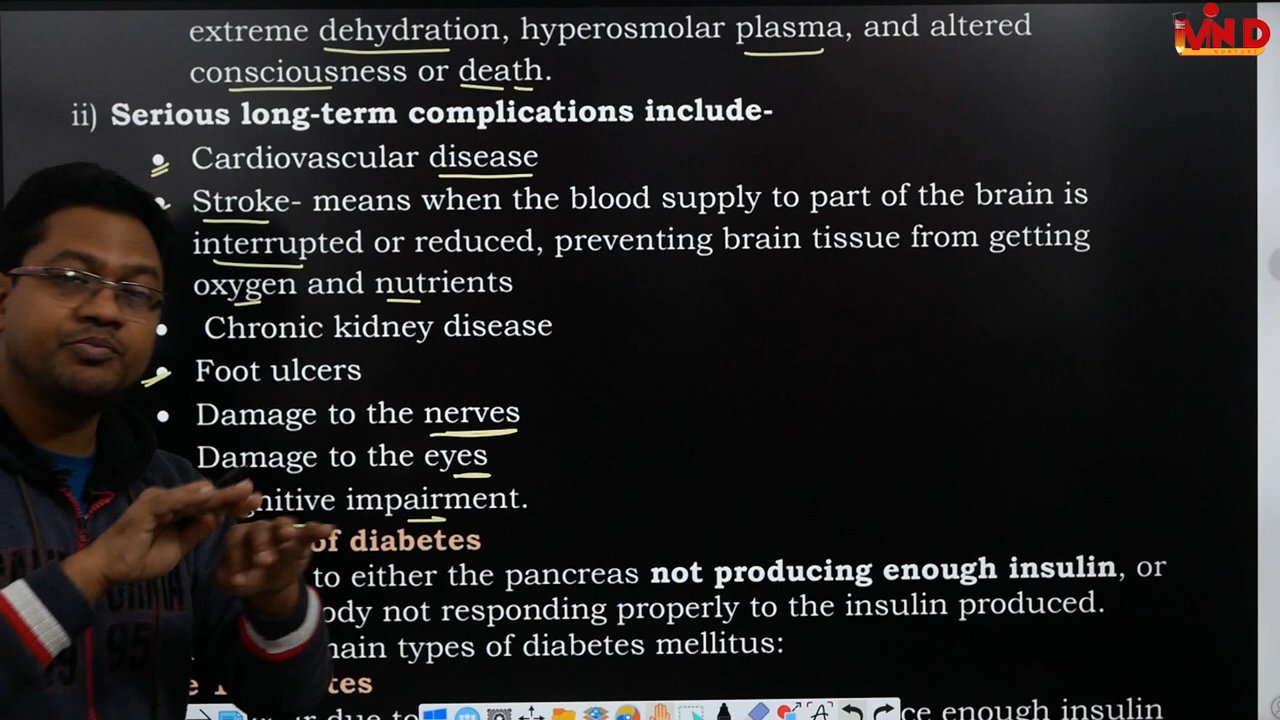 extreme dehydration, hyperosmolar plasma, and altered
consciousness or death.
ii) Serious long-term complications include-
• Cardiovascular disease
Stroke- means when the blood supply to part of the brain is
interrupted or reduced, preventing brain tissue from getting
oxygen and nutrients
• Chronic kidney disease
• Foot ulcers
• Damage to the nerves
Damage to the eyes
impairment.
of diabetes
to either the pancreas not producing enough insulin, or
not responding properly to the insulin produced.
types of diabetes mellitus:
enough insulin
MIND
95